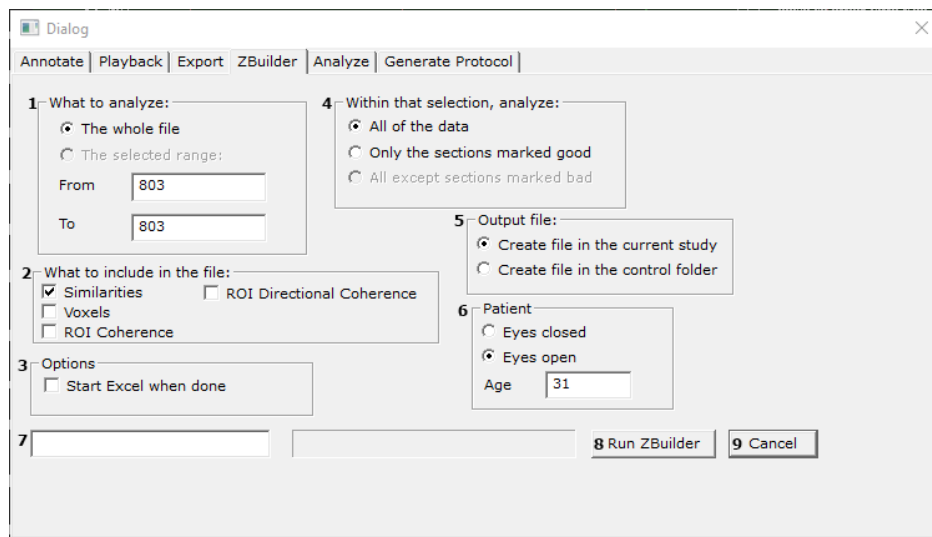 Dialog
Annotate Playback Export ZBuilder Analyze Generate Protocol
1 What to analyze:
The whole file
The selected range:
From 803
To 803
2 What to include in the file:
Similarities ROI Directional Coherence
Voxels
ROI Coherence
3 Options
Start Excel when done
4 Within that selection, analyze:
All of the data
Only the sections marked good
All except sections marked bad
5 Output file:
Create file in the current study
Create file in the control folder
6 Patient
Eyes closed
Eyes open
Age 31
7
8 Run ZBuilder 9 Cancel